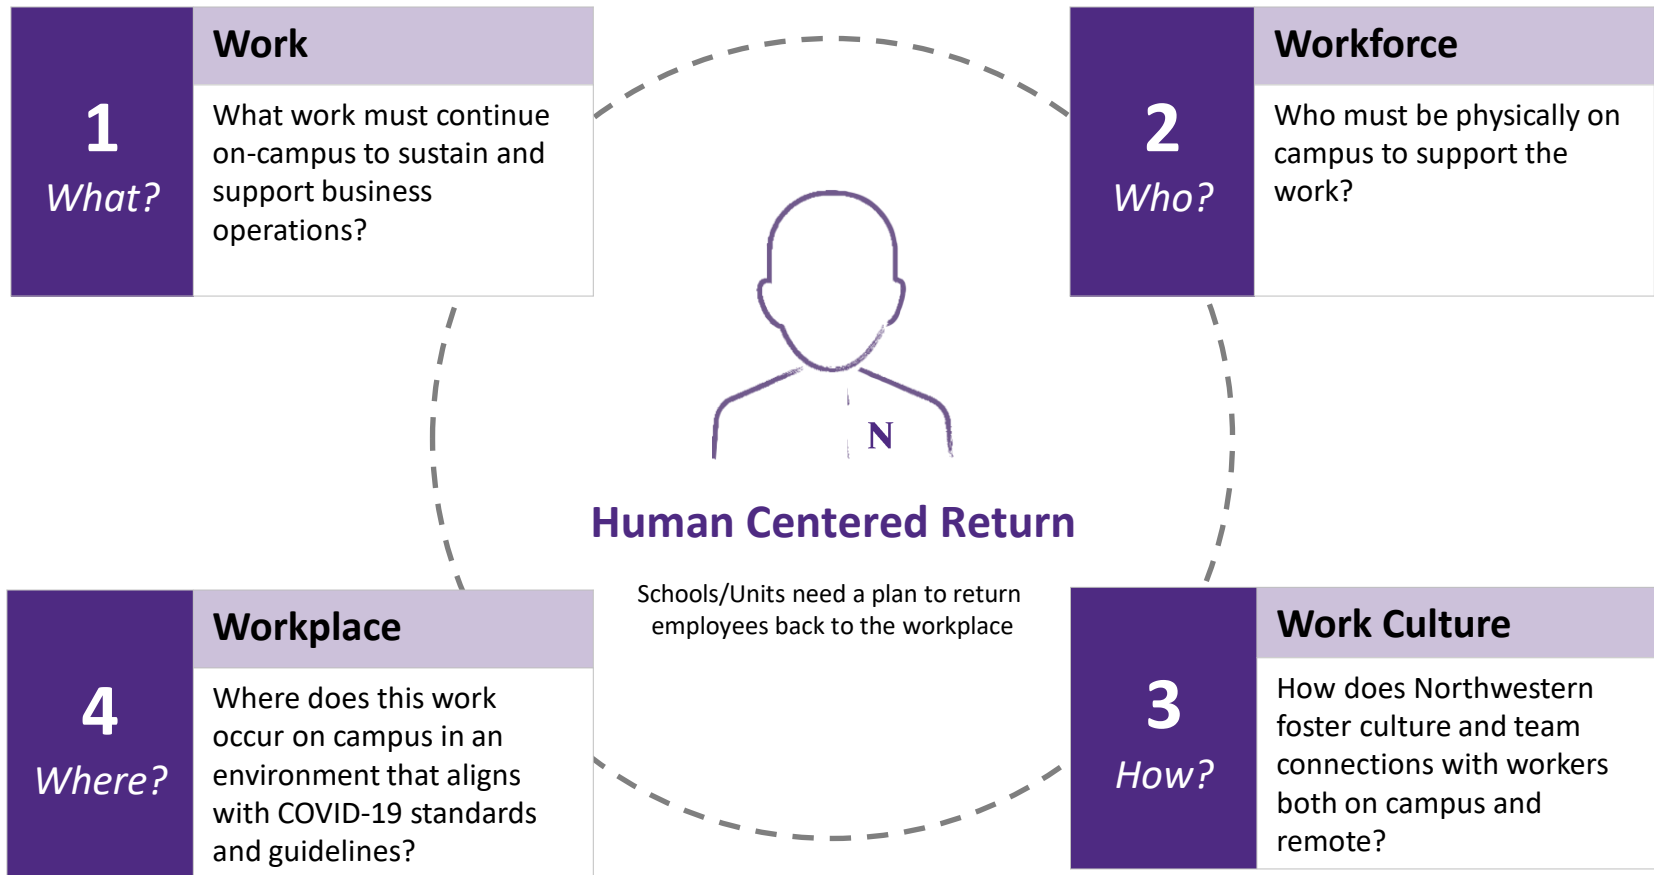 1
What?
Work
What work must continue
on-campus to sustain and
support business
operations?
2
Who?
Workforce
Who must be physically on
campus to support the
work?
N
Human Centered Return
Schools/Units need a plan to return
employees back to the workplace
3
How?
Work Culture
How does Northwestern
foster culture and team
connections with workers
both on campus and
remote?
4
Where?
Workplace
Where does this work
occur on campus in an
environment that aligns
with COVID-19 standards
and guidelines?